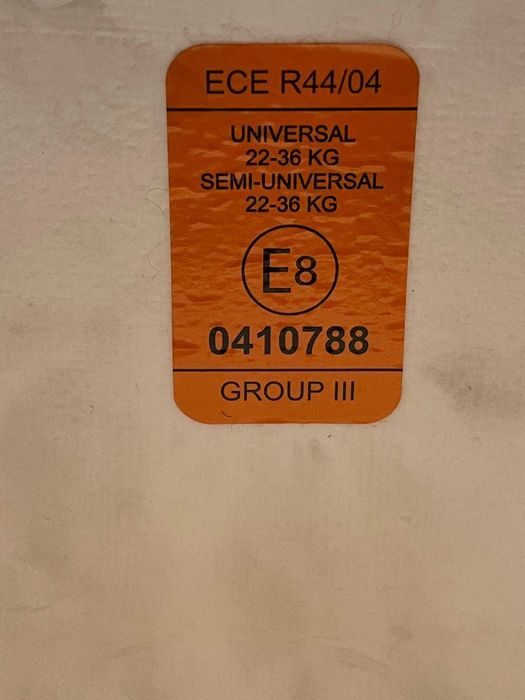 ECE R44/04
UNIVERSAL
22-36 KG
SEMI-UNIVERSAL
22-36 KG
E8
0410788
GROUP III